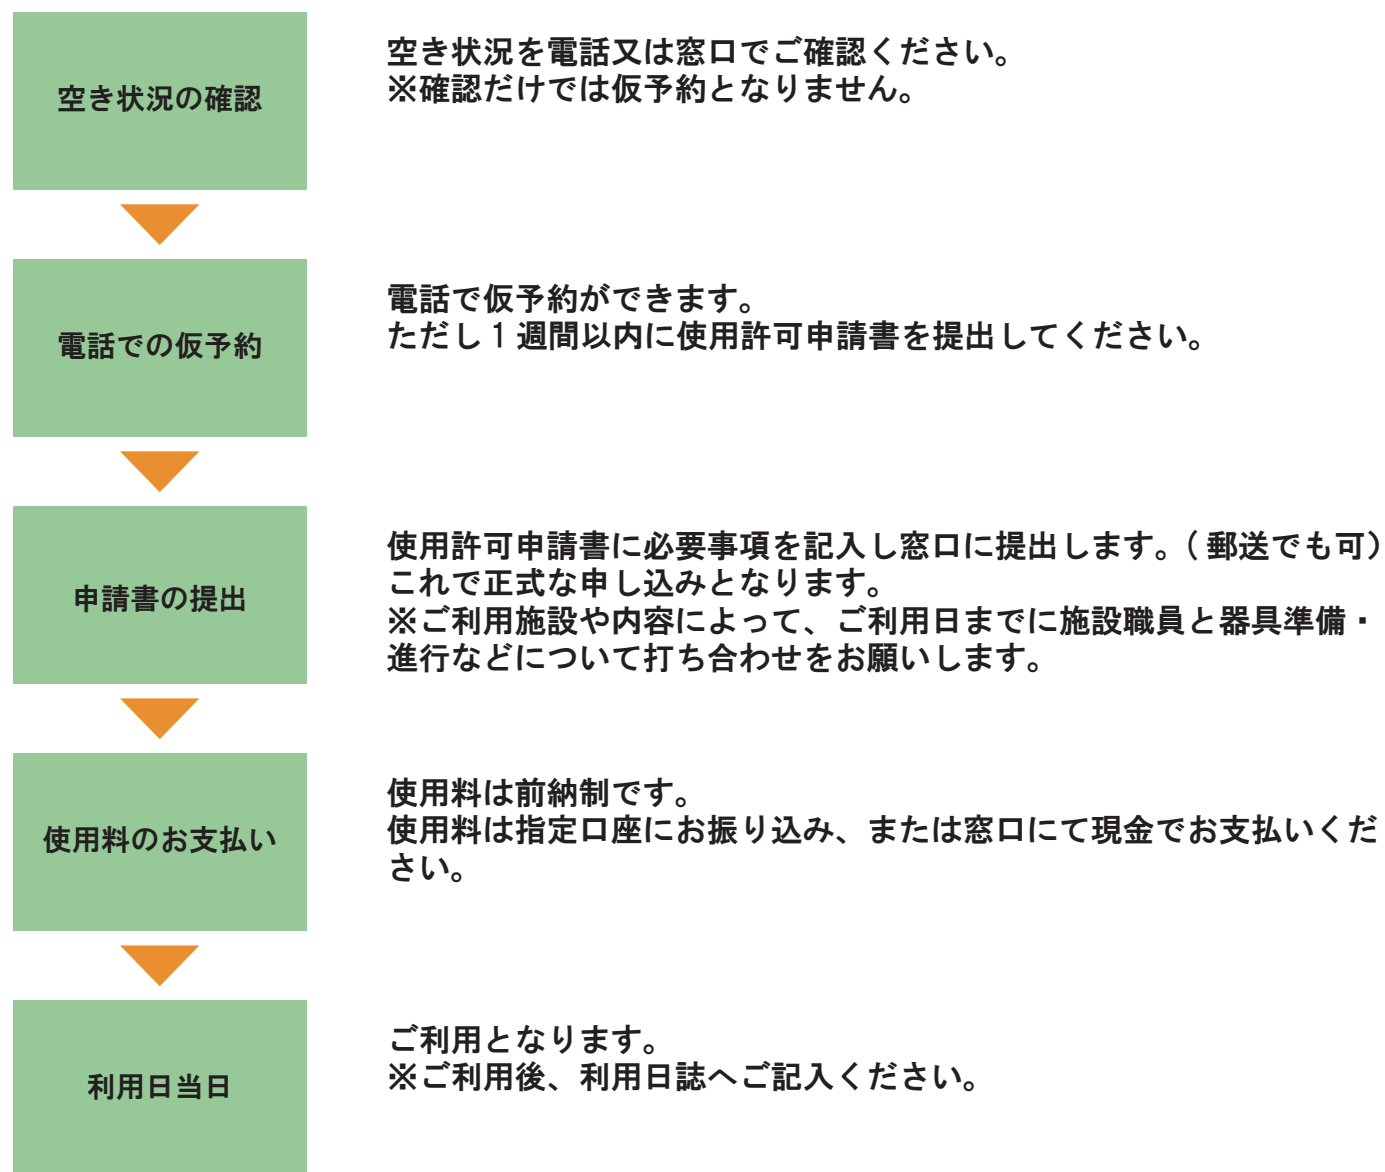 空き状況の確認
空き状況を電話又は窓口でご確認ください。
※確認だけでは仮予約となりません。
電話での仮予約
電話で仮予約ができます。
ただし1週間以内に使用許可申請書を提出してください。
申請書の提出
使用許可申請書に必要事項を記入し窓口に提出します。(郵送でも可)
これで正式な申し込みとなります。
※ご利用施設や内容によって、ご利用日までに施設職員と器具準備・
進行などについて打ち合わせをお願いします。
使用料のお支払い
使用料は前納制です。
使用料は指定口座にお振り込み、または窓口にて現金でお支払いくだ
さい。
利用日当日
ご利用となります。
※ご利用後、利用日誌へご記入ください。